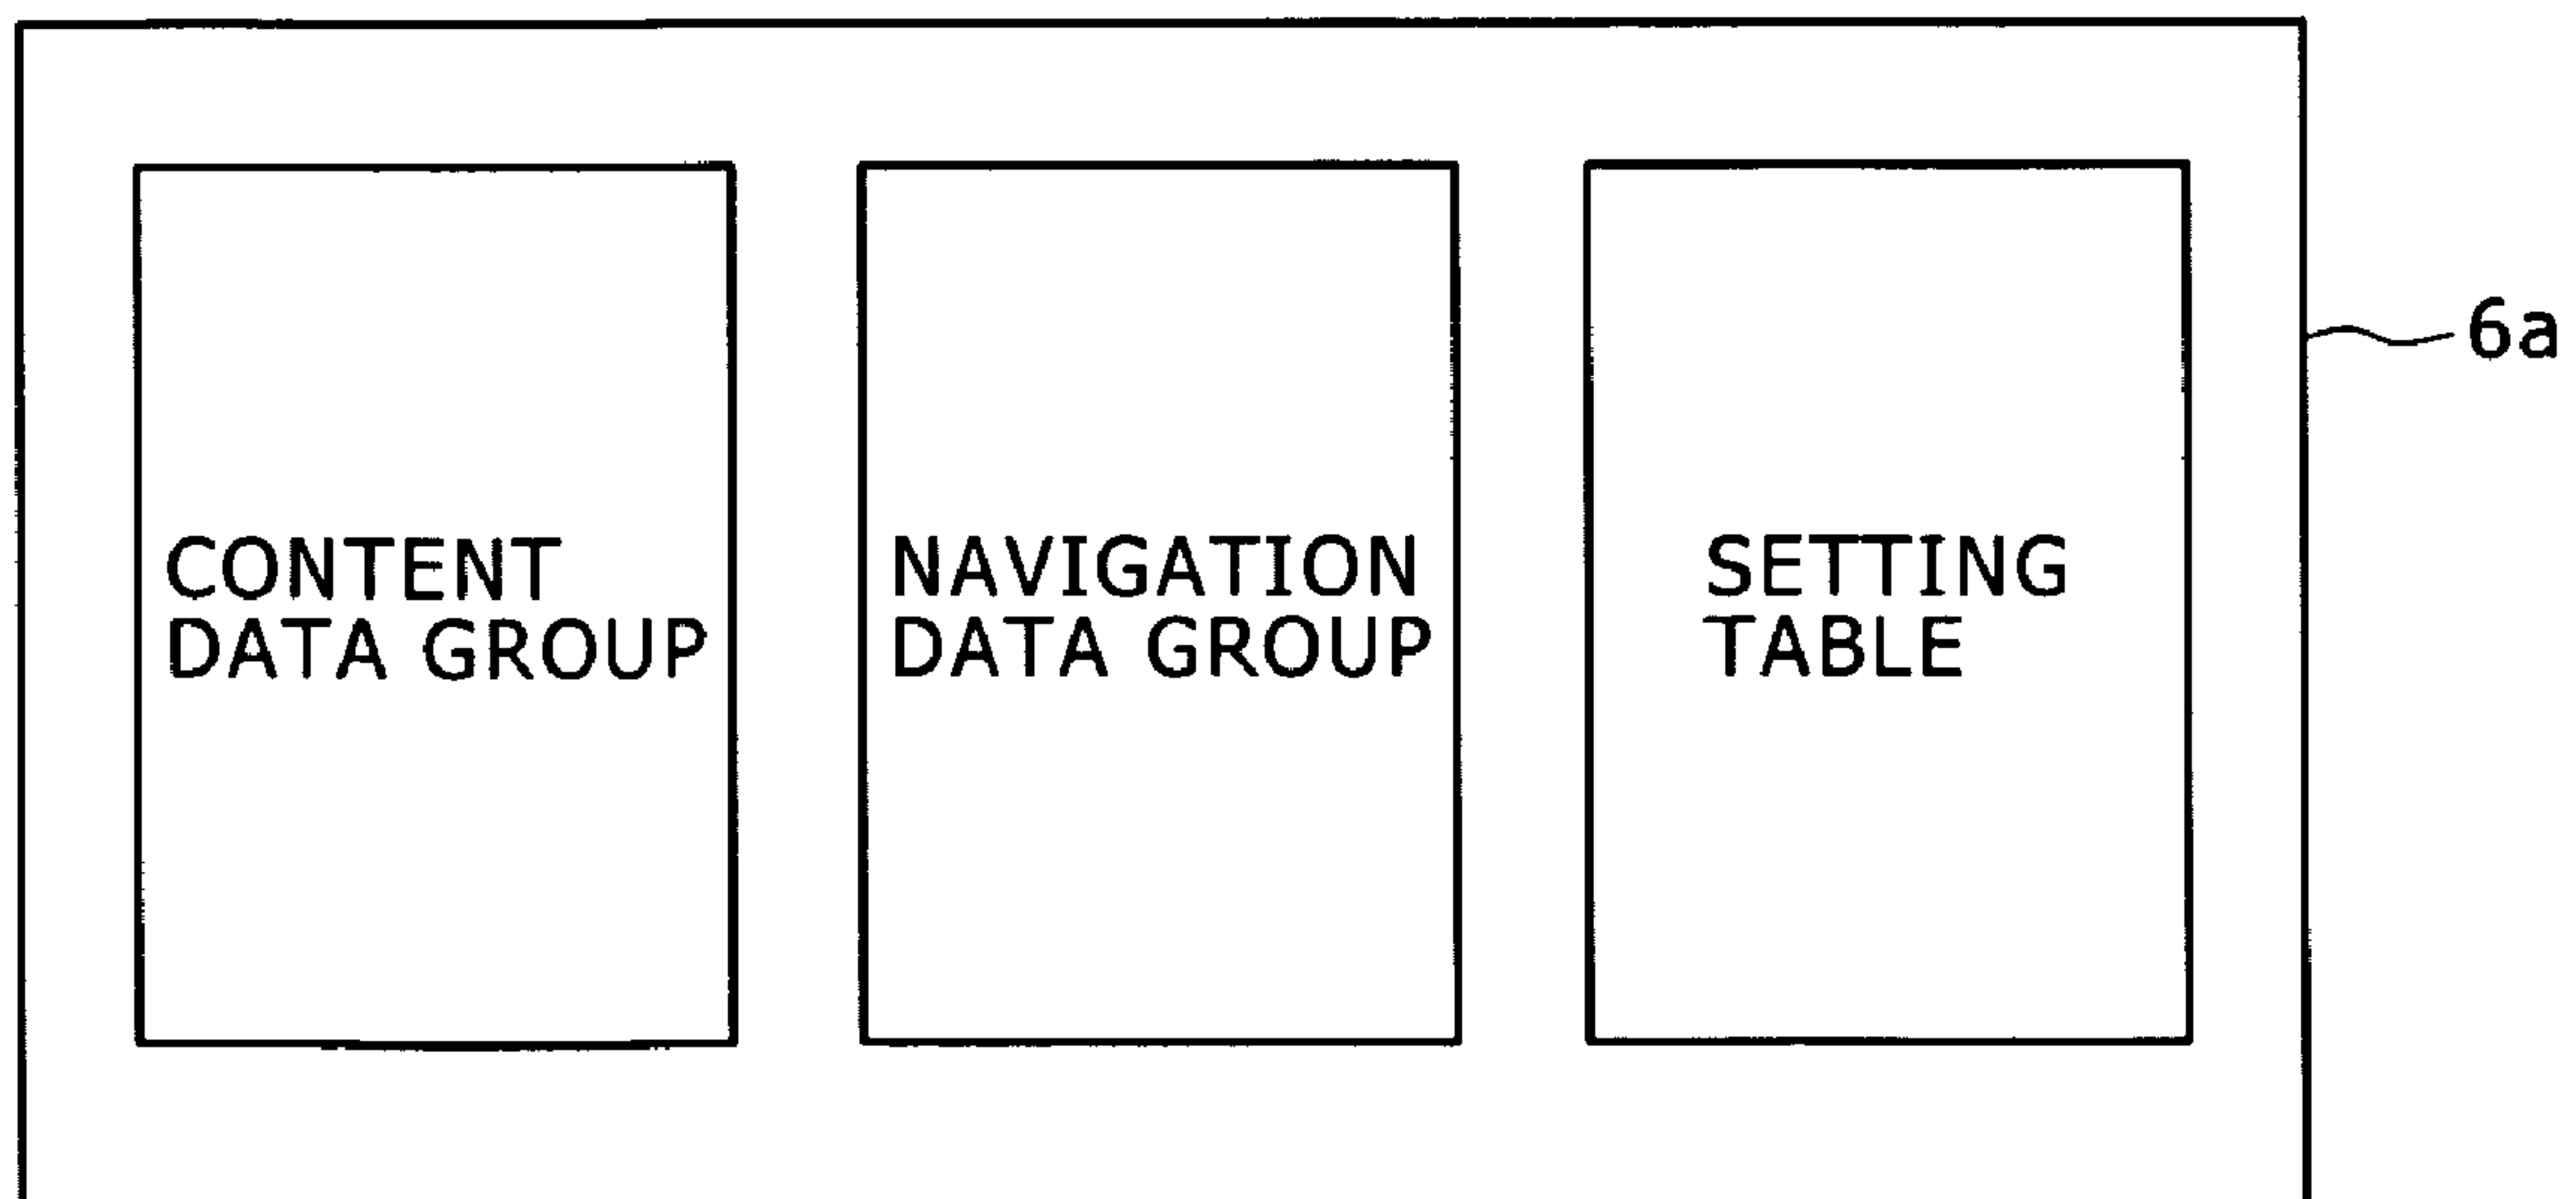 CONTENT
DATA GROUP
NAVIGATION
DATA GROUP
SETTING
TABLE
6a